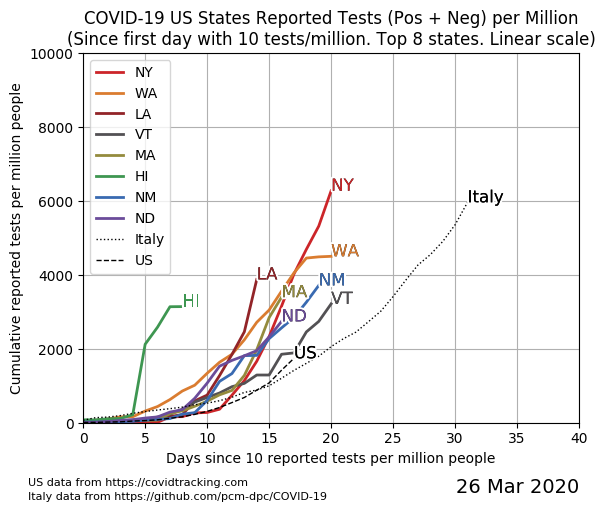 COVID-19 US States Reported Tests (Pos + Neg) per Million
(Since first day with 10 tests/million. Top 8 states. Linear scale)
Cumulative reported tests per million people
10000
8000
6000
4000
2000
0
NY
WA
LA
VT
MA
HI
NM
ND
Italy
US
NY
Italy
WA
LA
NM
MA
VT
HI
ND
US
0 5 10 15 20 25 30 35 40
Days since 10 reported tests per million people
US data from https://covidtracking.com
Italy data from https://github.com/pcm-dpc/COVID-19
26 Mar 2020